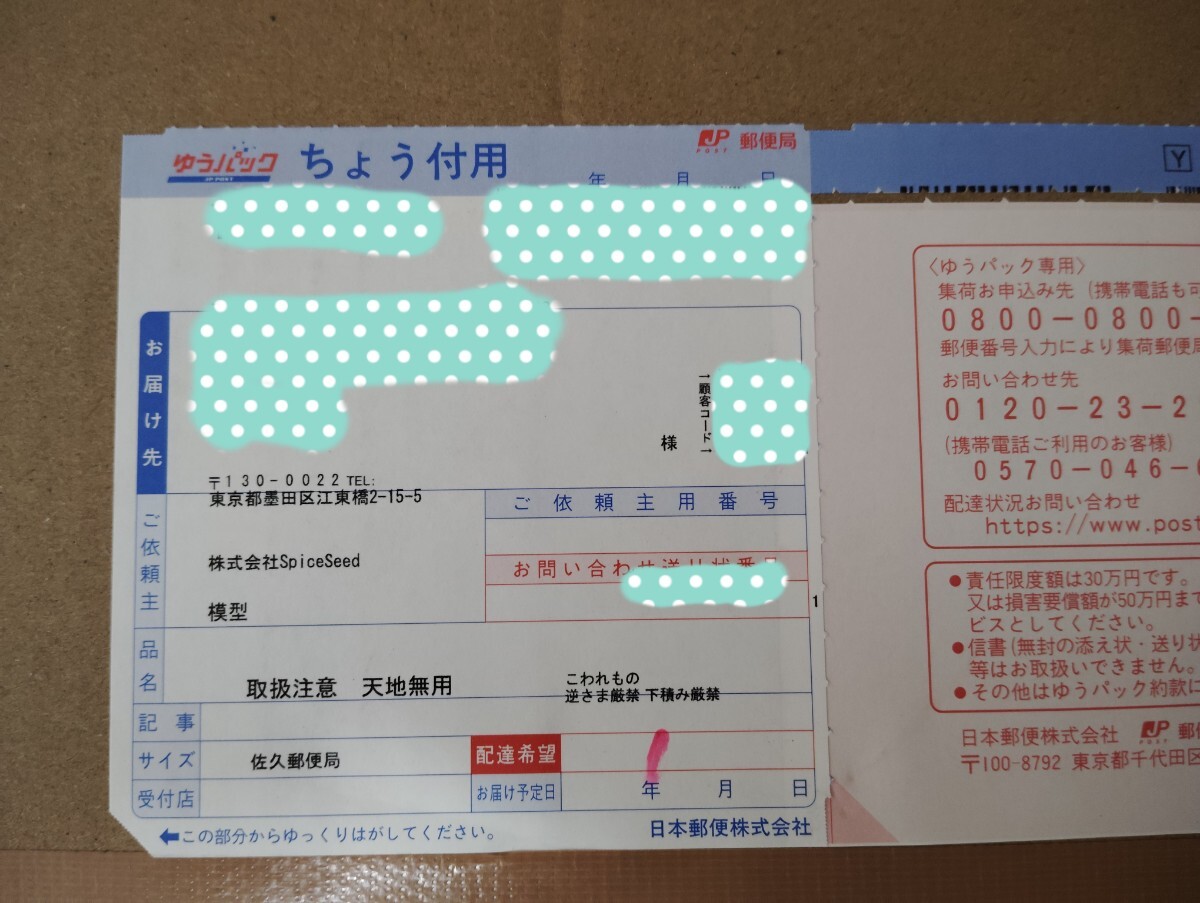 ゆうパック
JP POST
ちょう付用
JP
POST
郵便局
年 月 日
お届け先
↑顧客コード↑
様
〒130-0022 TEL:
東京都墨田区江東橋2-15-5
ご依頼主
ご依頼主用番号
株式会社SpiceSeed
お問い合わせ送り状番
模型
1
品名
取扱注意 天地無用
こわれもの
逆さま厳禁 下積み厳禁
記事
サイズ
佐久郵便局
配達希望
受付店
お届け予定日
年 月 日
この部分からゆっくりはがしてください。
日本郵便株式会社
Y
〈ゆうパック専用〉
集荷お申込み先 (携帯電話も可
0800-0800-
郵便番号入力により集荷郵便局
お問い合わせ先
0120-23-2
(携帯電話ご利用のお客様)
0570-046-
配達状況お問い合わせ
https://www.post
●責任限度額は30万円です。
又は損害要償額が50万円まで
ビスとしてください。
●信書(無封の添え状・送り状
等はお取扱いできません。
●その他はゆうパック約款に
日本郵便株式会社
JP
POST
郵便
〒100-8792 東京都千代田区